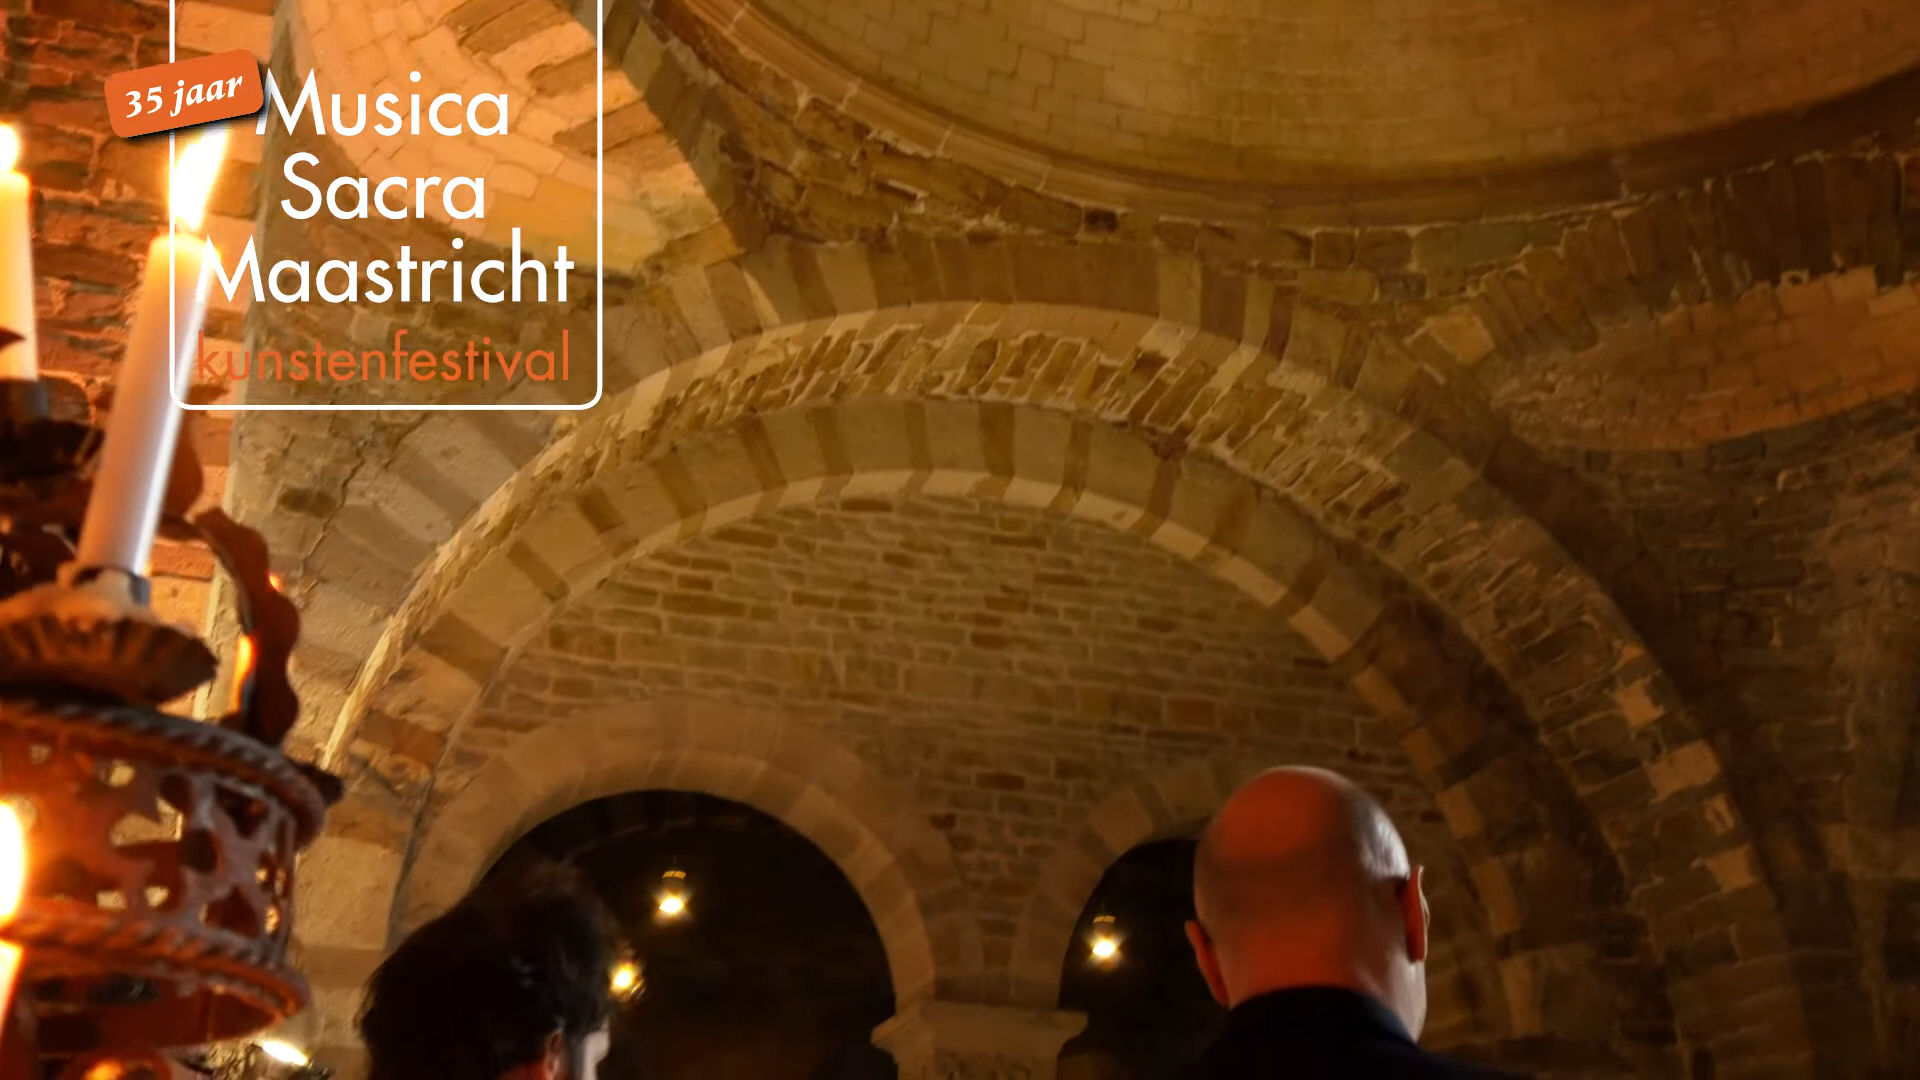 35 jaar
Musica
Sacra
Maastricht
kunstenfestival